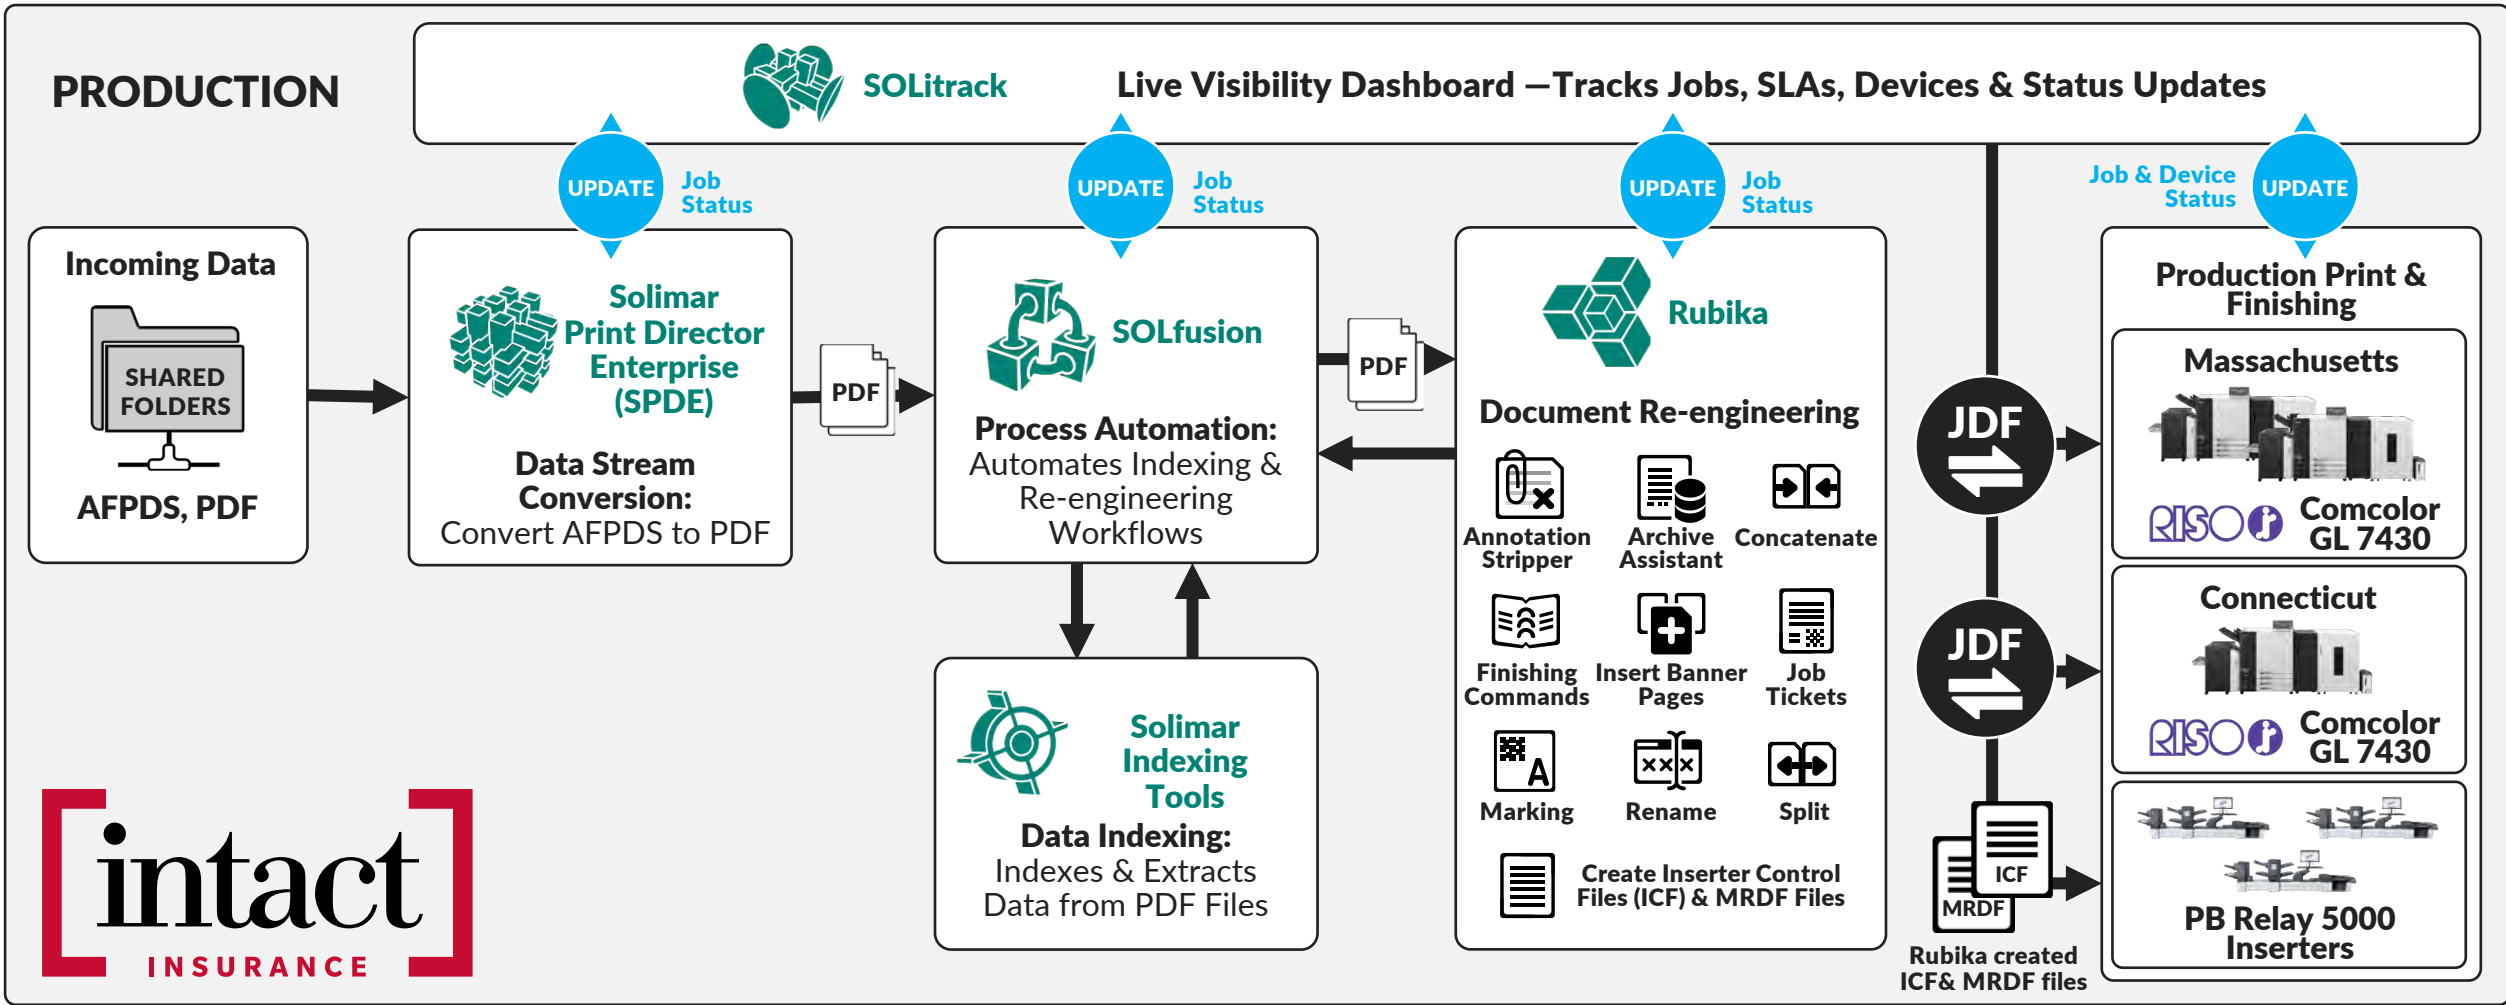 PRODUCTION
SOLitrack
Live Visibility Dashboard —Tracks Jobs, SLAs, Devices & Status Updates
UPDATE
Job
Status
UPDATE
Job
Status
UPDATE
Job
Status
Job & Device
Status
UPDATE
Incoming Data
SHARED
FOLDERS
AFPDS, PDF
Solimar
Print Director
Enterprise
(SPDE)
Data Stream
Conversion:
Convert AFPDS to PDF
PDF
SOLfusion
Process Automation:
Automates Indexing &
Re-engineering
Workflows
PDF
Solimar
Indexing
Tools
Data Indexing:
Indexes & Extracts
Data from PDF Files
Rubika
Document Re-engineering
Annotation
Stripper
Archive
Assistant
Concatenate
Finishing
Commands
Insert Banner
Pages
Job
Tickets
A
Marking
Rename
Split
Create Inserter Control
Files (ICF) & MRDF Files
JDF
JDF
ICF
MRDF
Rubika created
ICF& MRDF files
Production Print &
Finishing
Massachusetts
RISO
Comcolor
GL 7430
Connecticut
RISO
Comcolor
GL 7430
PB Relay 5000
Inserters
intact
INSURANCE